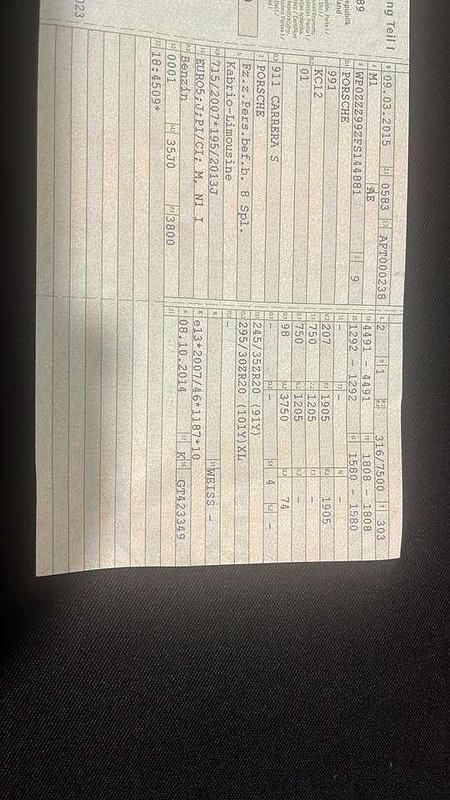 ng Teil I
09.03.2015 0583 AFT000238
M1 AE
WP0ZZZ99ZFS144881 9
PORSCHE
991
KO12
01
911 CARRERA S
PORSCHE
Fz.z.Pers.bef.b. 8 Spl.
Kabrio-Limousine
715/2007*195/2013J
EURO5;J;PI/CI; M, N1 I
Benzin
0001 35J0 3800
18:4509*
2 1 316/7500 303
4491 - 4491 1808 - 1808
1292 - 1292 1580 - 1580
- - -
207 1905 1905
750 1205 -
750 1205 -
98 3750 74
- - 4 -
245/35ZR20 (91Y)
295/30ZR20 (101Y)XL
-
WEISS -
e13*2007/46*1187*10
08.10.2014 K GT423349
023